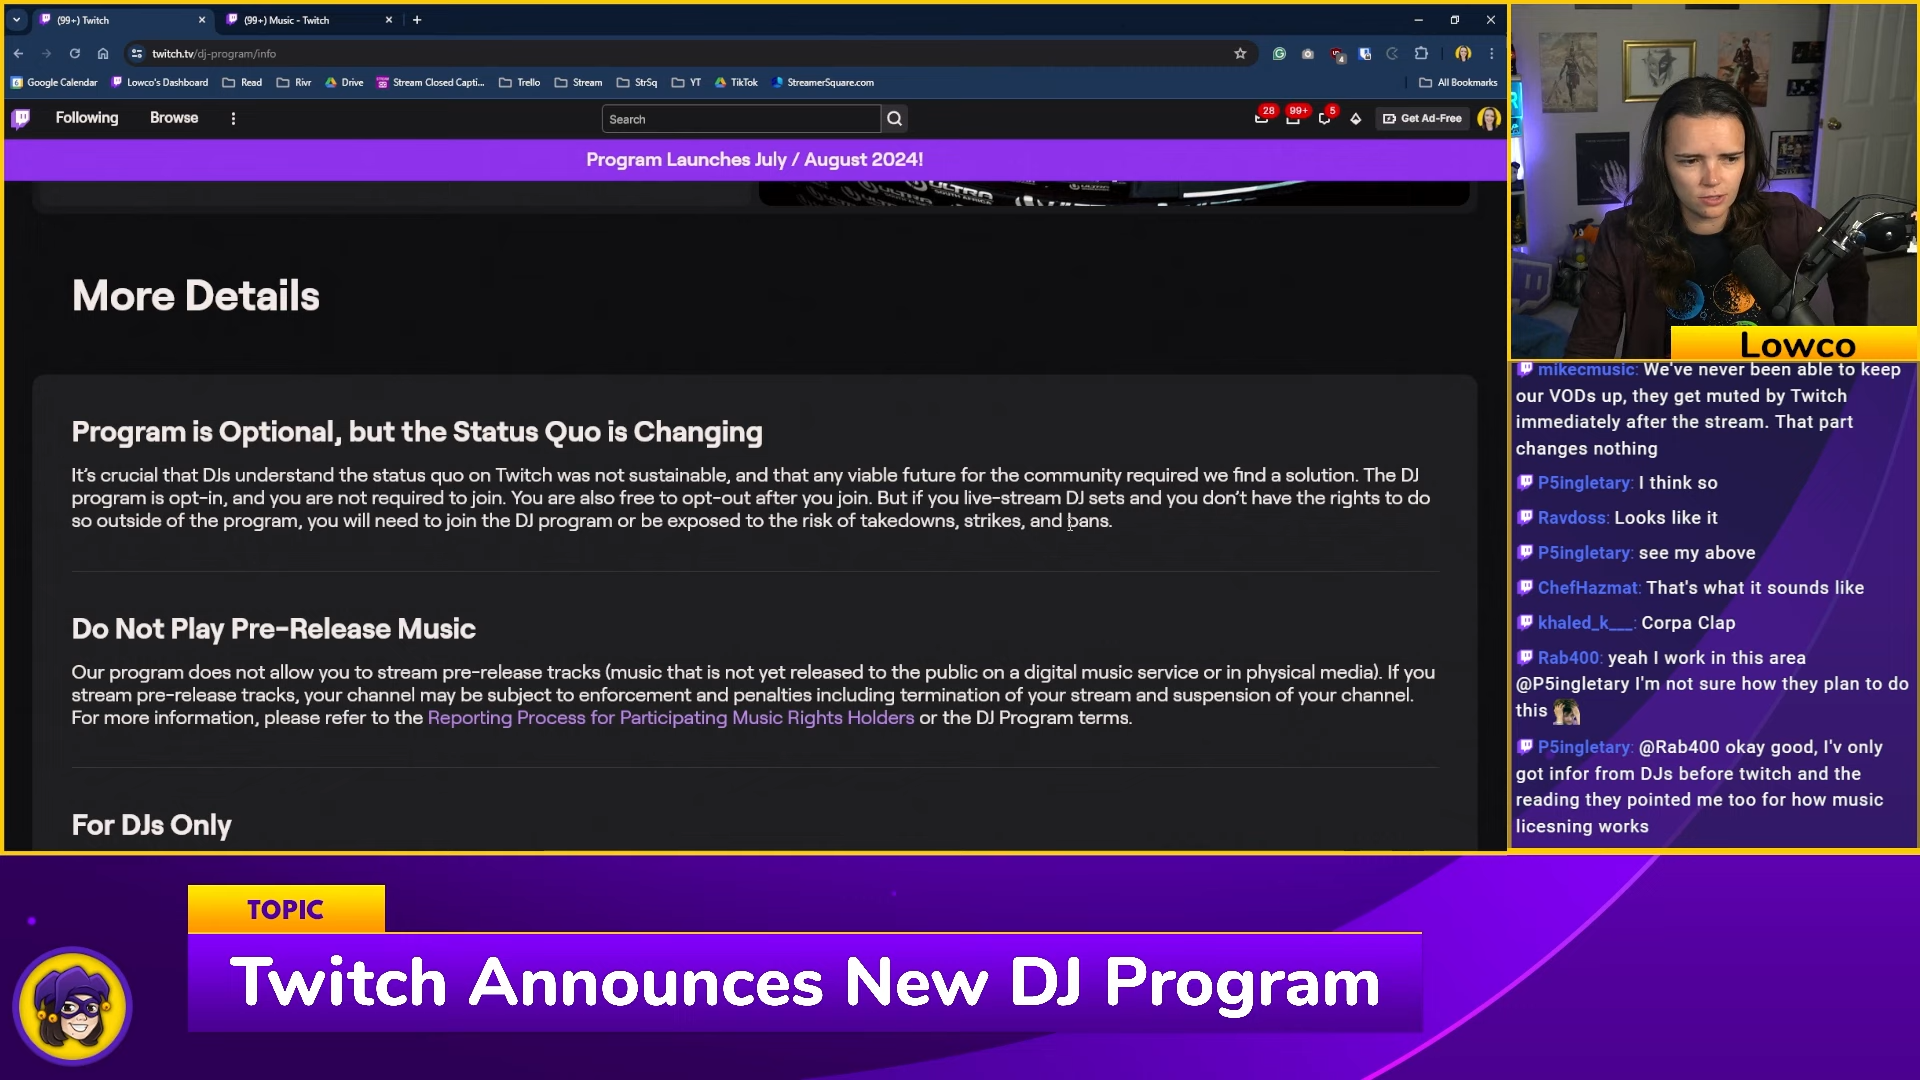 (99+) Twitch
(99+) Music - Twitch
twitch.tv/dj-program/info
Google Calendar
Lowco's Dashboard
Read
Rivr
Drive
Stream Closed Capti...
Trello
Stream
StrSq
YT
TikTok
StreamerSquare.com
All Bookmarks
Following
Browse
Search
28
99+
5
Get Ad-Free
Program Launches July / August 2024!
More Details
Program is Optional, but the Status Quo is Changing
It's crucial that DJs understand the status quo on Twitch was not sustainable, and that any viable future for the community required we find a solution. The DJ
program is opt-in, and you are not required to join. You are also free to opt-out after you join. But if you live-stream DJ sets and you don't have the rights to do
so outside of the program, you will need to join the DJ program or be exposed to the risk of takedowns, strikes, and bans.
Do Not Play Pre-Release Music
Our program does not allow you to stream pre-release tracks (music that is not yet released to the public on a digital music service or in physical media). If you
stream pre-release tracks, your channel may be subject to enforcement and penalties including termination of your stream and suspension of your channel.
For more information, please refer to the Reporting Process for Participating Music Rights Holders or the DJ Program terms.
For DJs Only
Lowco
mikecmusic: We've never been able to keep
our VODs up, they get muted by Twitch
immediately after the stream. That part
changes nothing
P5ingletary: I think so
Ravdoss: Looks like it
P5ingletary: see my above
ChefHazmat: That's what it sounds like
khaled_k___: Corpa Clap
Rab400: yeah I work in this area
@P5ingletary I'm not sure how they plan to do
this
P5ingletary: @Rab400 okay good, I'v only
got infor from DJs before twitch and the
reading they pointed me too for how music
licesning works
TOPIC
Twitch Announces New DJ Program